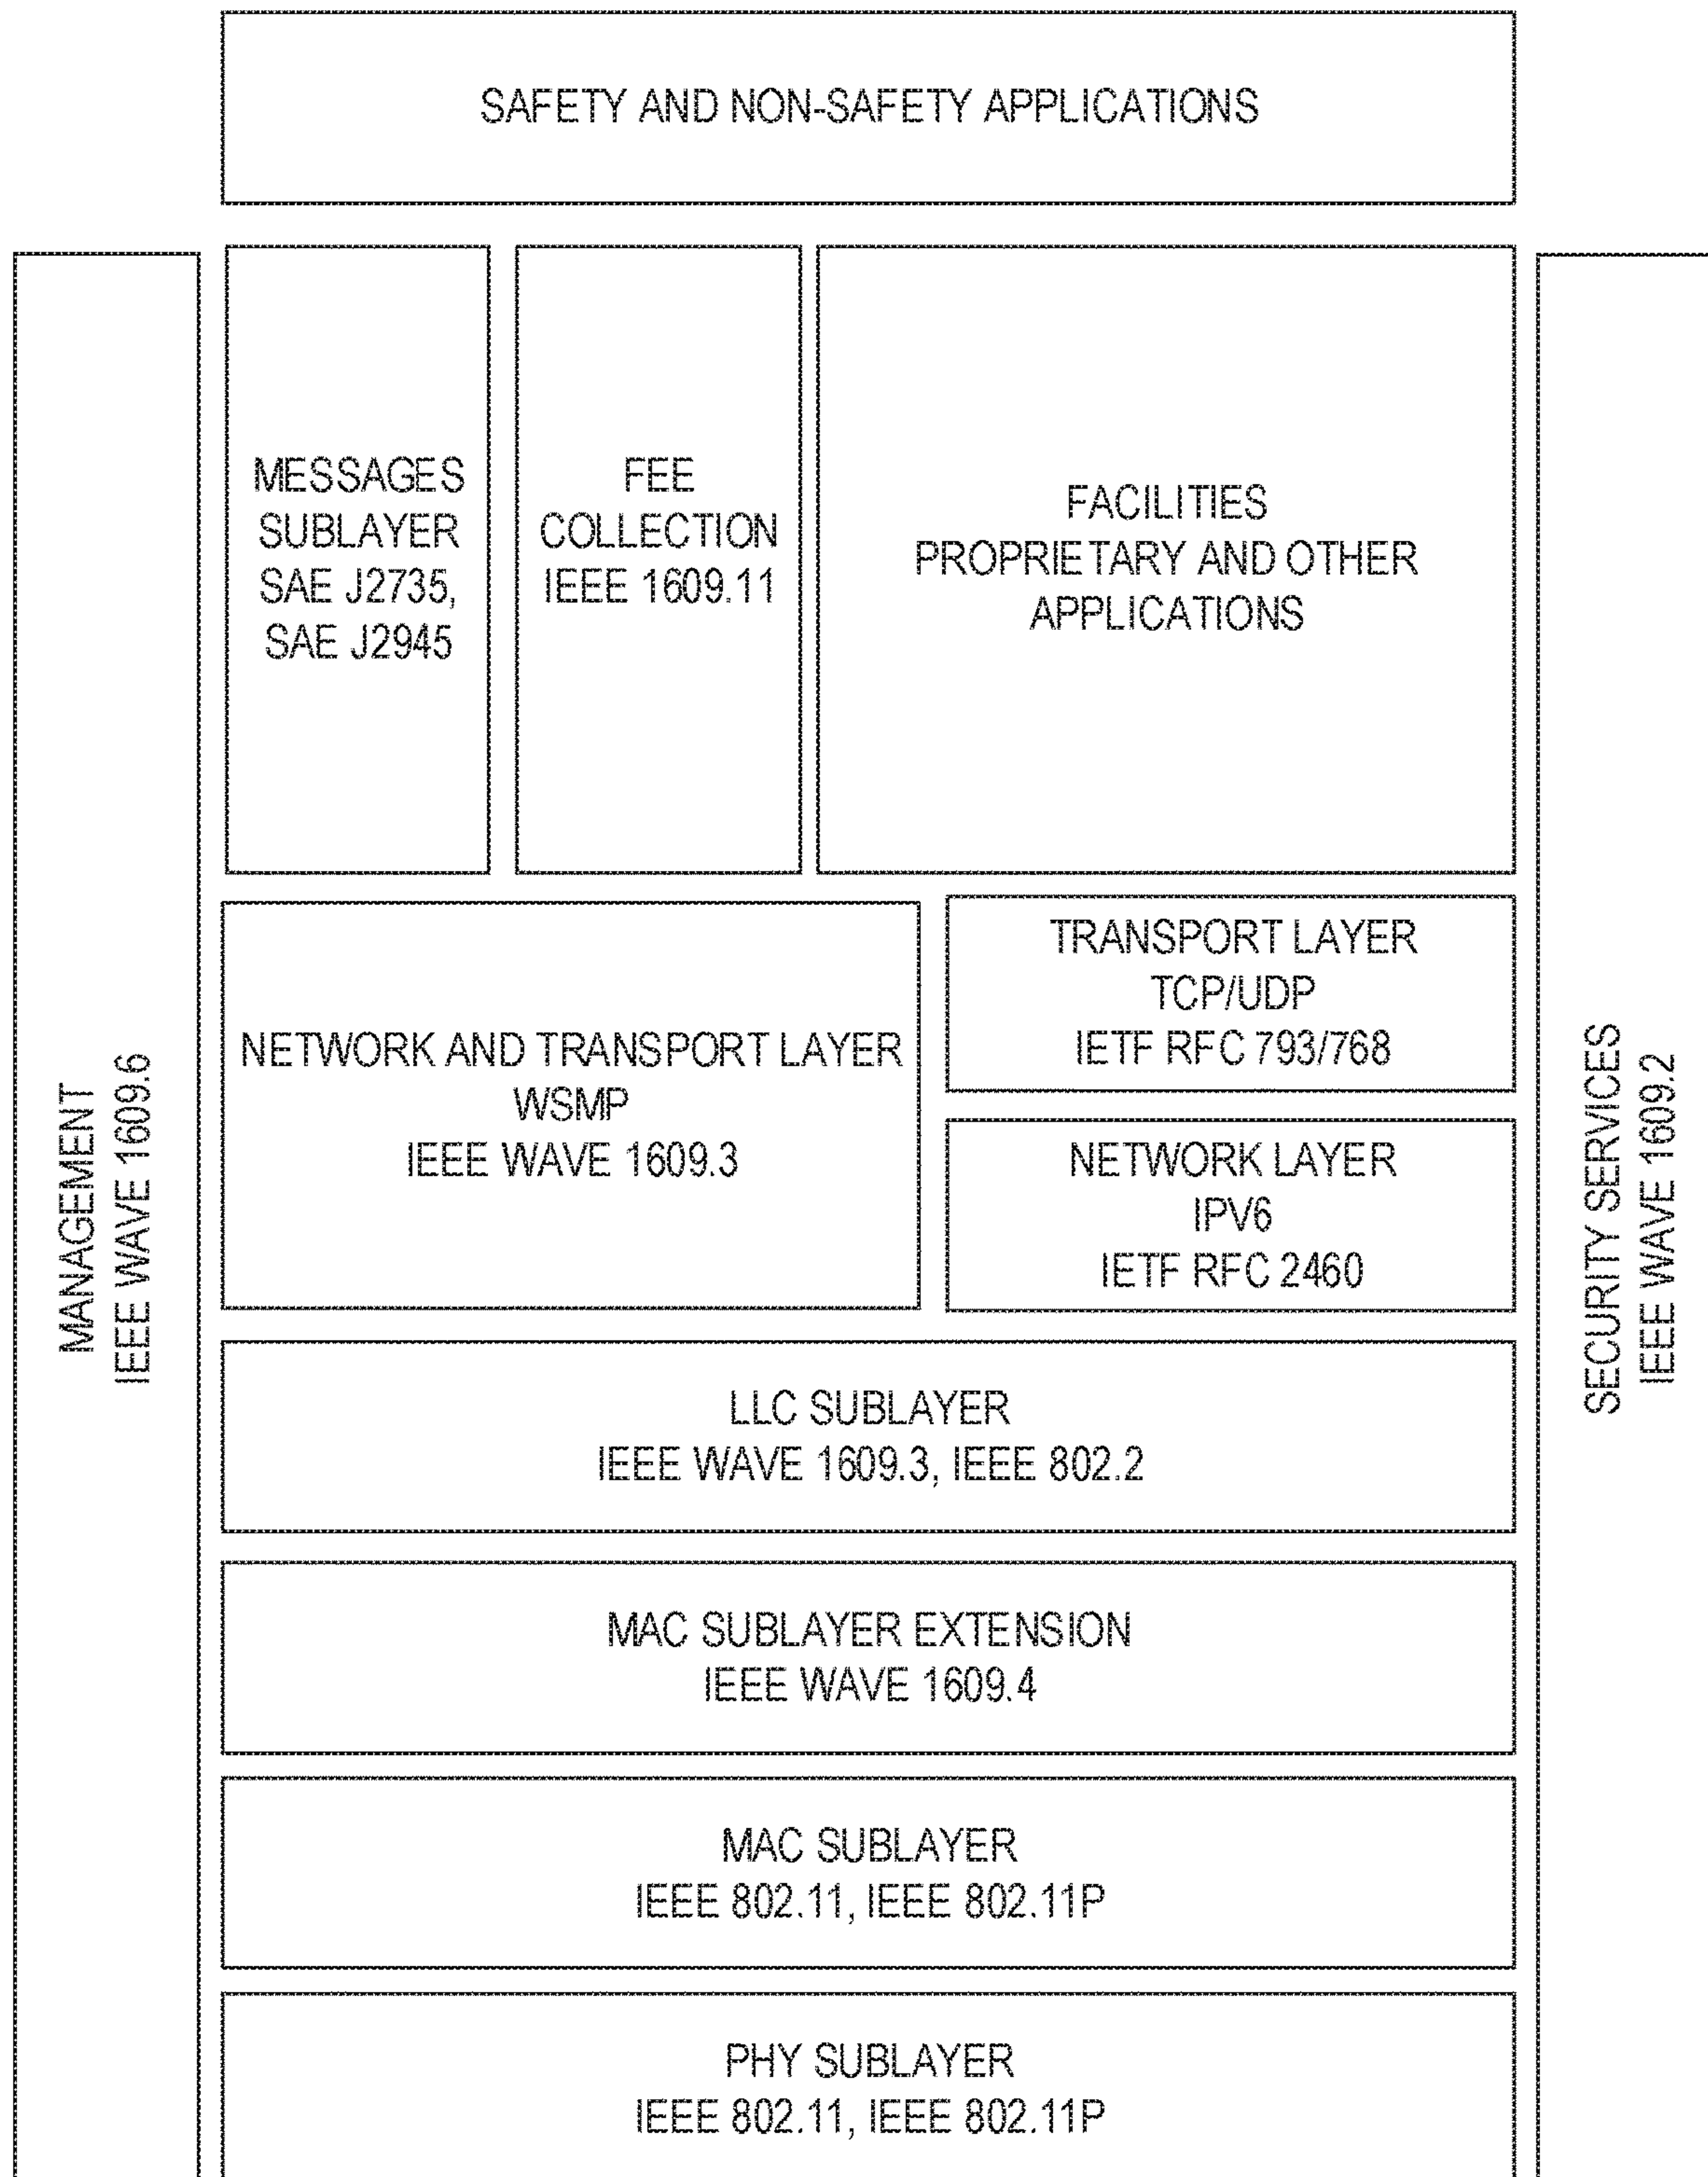 SAFETY AND NON-SAFETY APPLICATIONS
MESSAGES
SUBLAYER
SAE J2735,
SAE J2945
FEE
COLLECTION
IEEE 1609.11
FACILITIES
PROPRIETARY AND OTHER
APPLICATIONS
MANAGEMENT
IEEE WAVE 1609.6
NETWORK AND TRANSPORT LAYER
WSMP
IEEE WAVE 1609.3
TRANSPORT LAYER
TCP/UDP
IETF RFC 793/768
NETWORK LAYER
IPV6
IETF RFC 2460
SECURITY SERVICES
IEEE WAVE 1609.2
LLC SUBLAYER
IEEE WAVE 1609.3, IEEE 802.2
MAC SUBLAYER EXTENSION
IEEE WAVE 1609.4
MAC SUBLAYER
IEEE 802.11, IEEE 802.11P
PHY SUBLAYER
IEEE 802.11, IEEE 802.11P